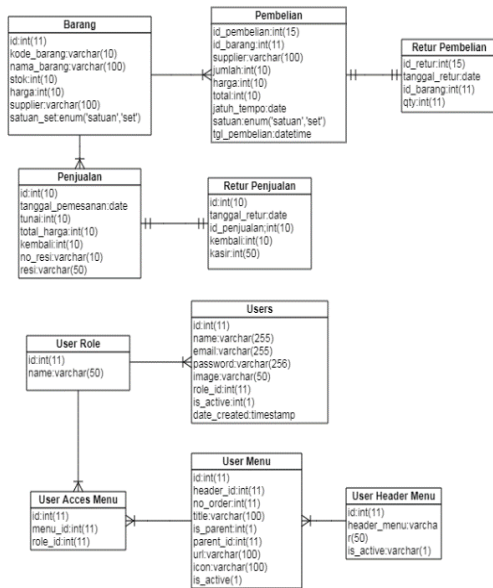 Barang
id:int(11)
kode_barang:varchar(10)
nama_barang:varchar(100)
stok:int(10)
harga:int(10)
supplier:varchar(100)
satuan_set:enum('satuan','set')
Pembelian
id_pembelian:int(15)
id_barang:int(11)
supplier:varchar(100)
jumlah:int(10)
harga:int(10)
total:int(10)
jatuh_tempo:date
satuan:enum('satuan','set')
tgl_pembelian:datetime
Retur Pembelian
id_retur:int(15)
tanggal_retur:date
id_barang:int(11)
qty:int(11)
Penjualan
id:int(10)
tanggal_pemesanan:date
tunai:int(10)
total_harga:int(10)
kembali:int(10)
no_resi:varchar(10)
resi:varchar(50)
Retur Penjualan
id:int(10)
tanggal_retur:date
id_penjualan;int(10)
kembali:int(10)
kasir:int(50)
Users
id:int(11)
name:varchar(255)
email:varchar(255)
password:varchar(256)
image:varchar(50)
role_id:int(11)
is_active:int(1)
date_created:timestamp
User Role
id:int(11)
name:varchar(50)
User Acces Menu
id:int(11)
menu_id:int(11)
role_id:int(11)
User Menu
id:int(11)
header_id:int(11)
no_order:int(11)
title:varchar(100)
is_parent:int(1)
parent_id:int(11)
url:varchar(100)
icon:varchar(100)
is_active(1)
User Header Menu
id:int(11)
header_menu:varcha
r(50)
is_active:varchar(1)